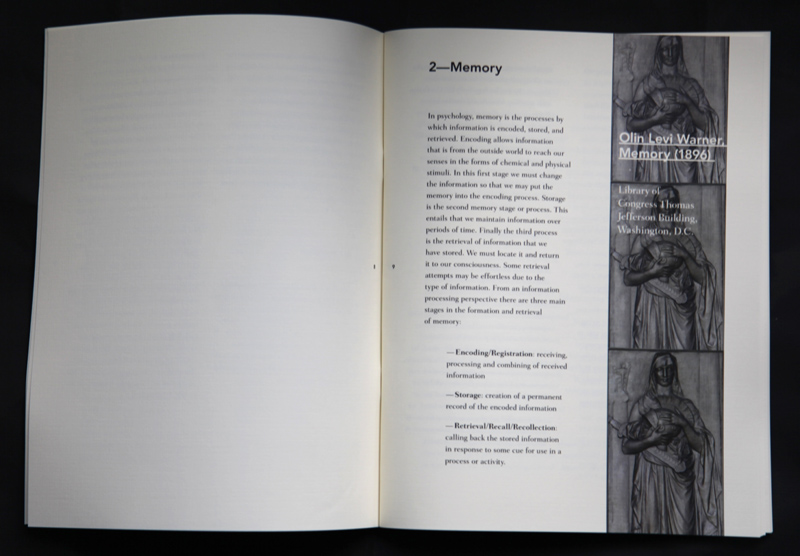 2—Memory
In psychology, memory is the processes by
which information is encoded, stored, and
retrieved. Encoding allows information
that is from the outside world to reach our
senses in the forms of chemical and physical
stimuli. In this first stage we must change
the information so that we may put the
memory into the encoding process. Storage
is the second memory stage or process. This
entails that we maintain information over
periods of time. Finally the third process
is the retrieval of information that we
have stored. We must locate it and return
it to our consciousness. Some retrieval
attempts may be effortless due to the
type of information. From an information
processing perspective there are three main
stages in the formation and retrieval
of memory:
— Encoding/Registration: receiving,
processing and combining of received
information
— Storage: creation of a permanent
record of the encoded information
— Retrieval/Recall/Recollection:
calling back the stored information
in response to some cue for use in a
process or activity.
Olin Levi Warner,
Memory (1896)
Library of
Congress Thomas
Jefferson Building,
Washington, D.C.